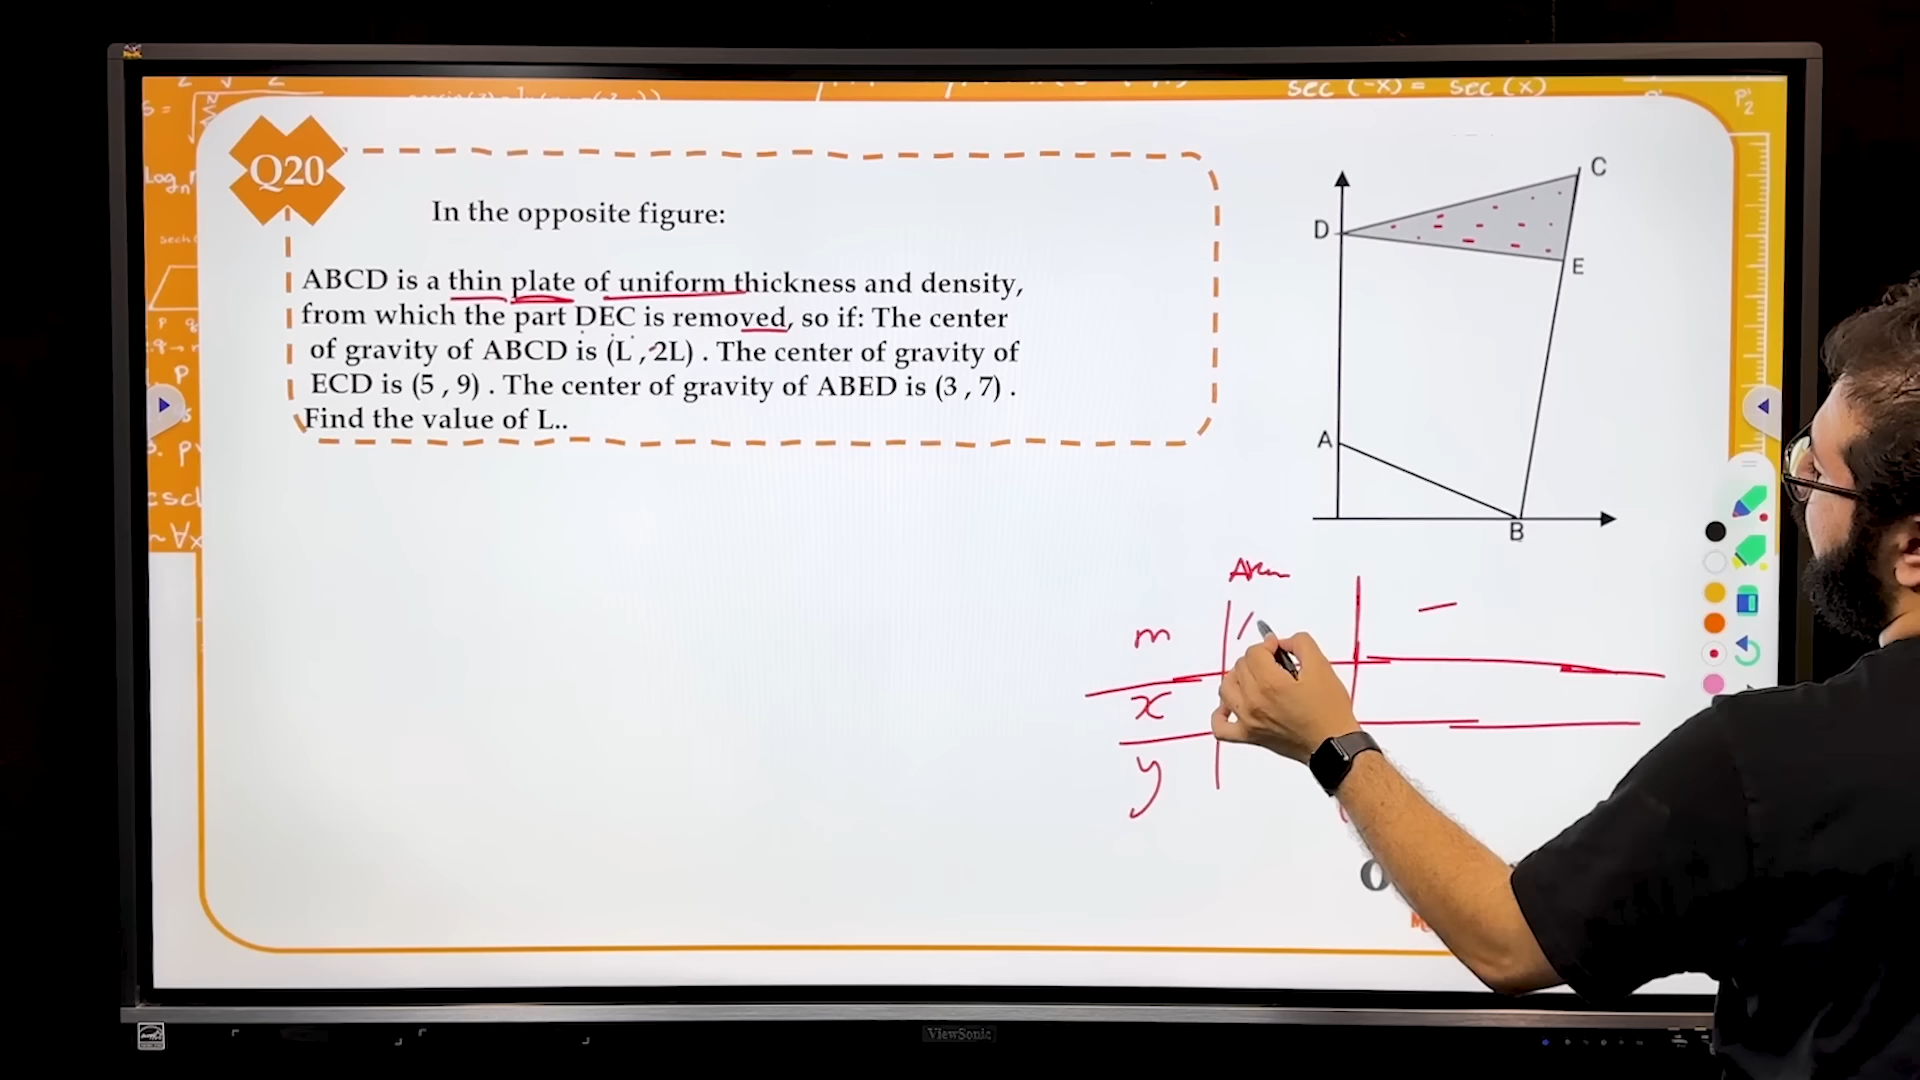 sec (-x) = sec (x)
P2
S =
Log
sech
Q20
In the opposite figure:
ABCD is a thin plate of uniform thickness and density,
from which the part DEC is removed, so if: The center
of gravity of ABCD is (L , 2L) . The center of gravity of
ECD is (5 , 9) . The center of gravity of ABED is (3 , 7) .
Find the value of L..
C
D
E
A
B
Area
m
x
y
ViewSonic